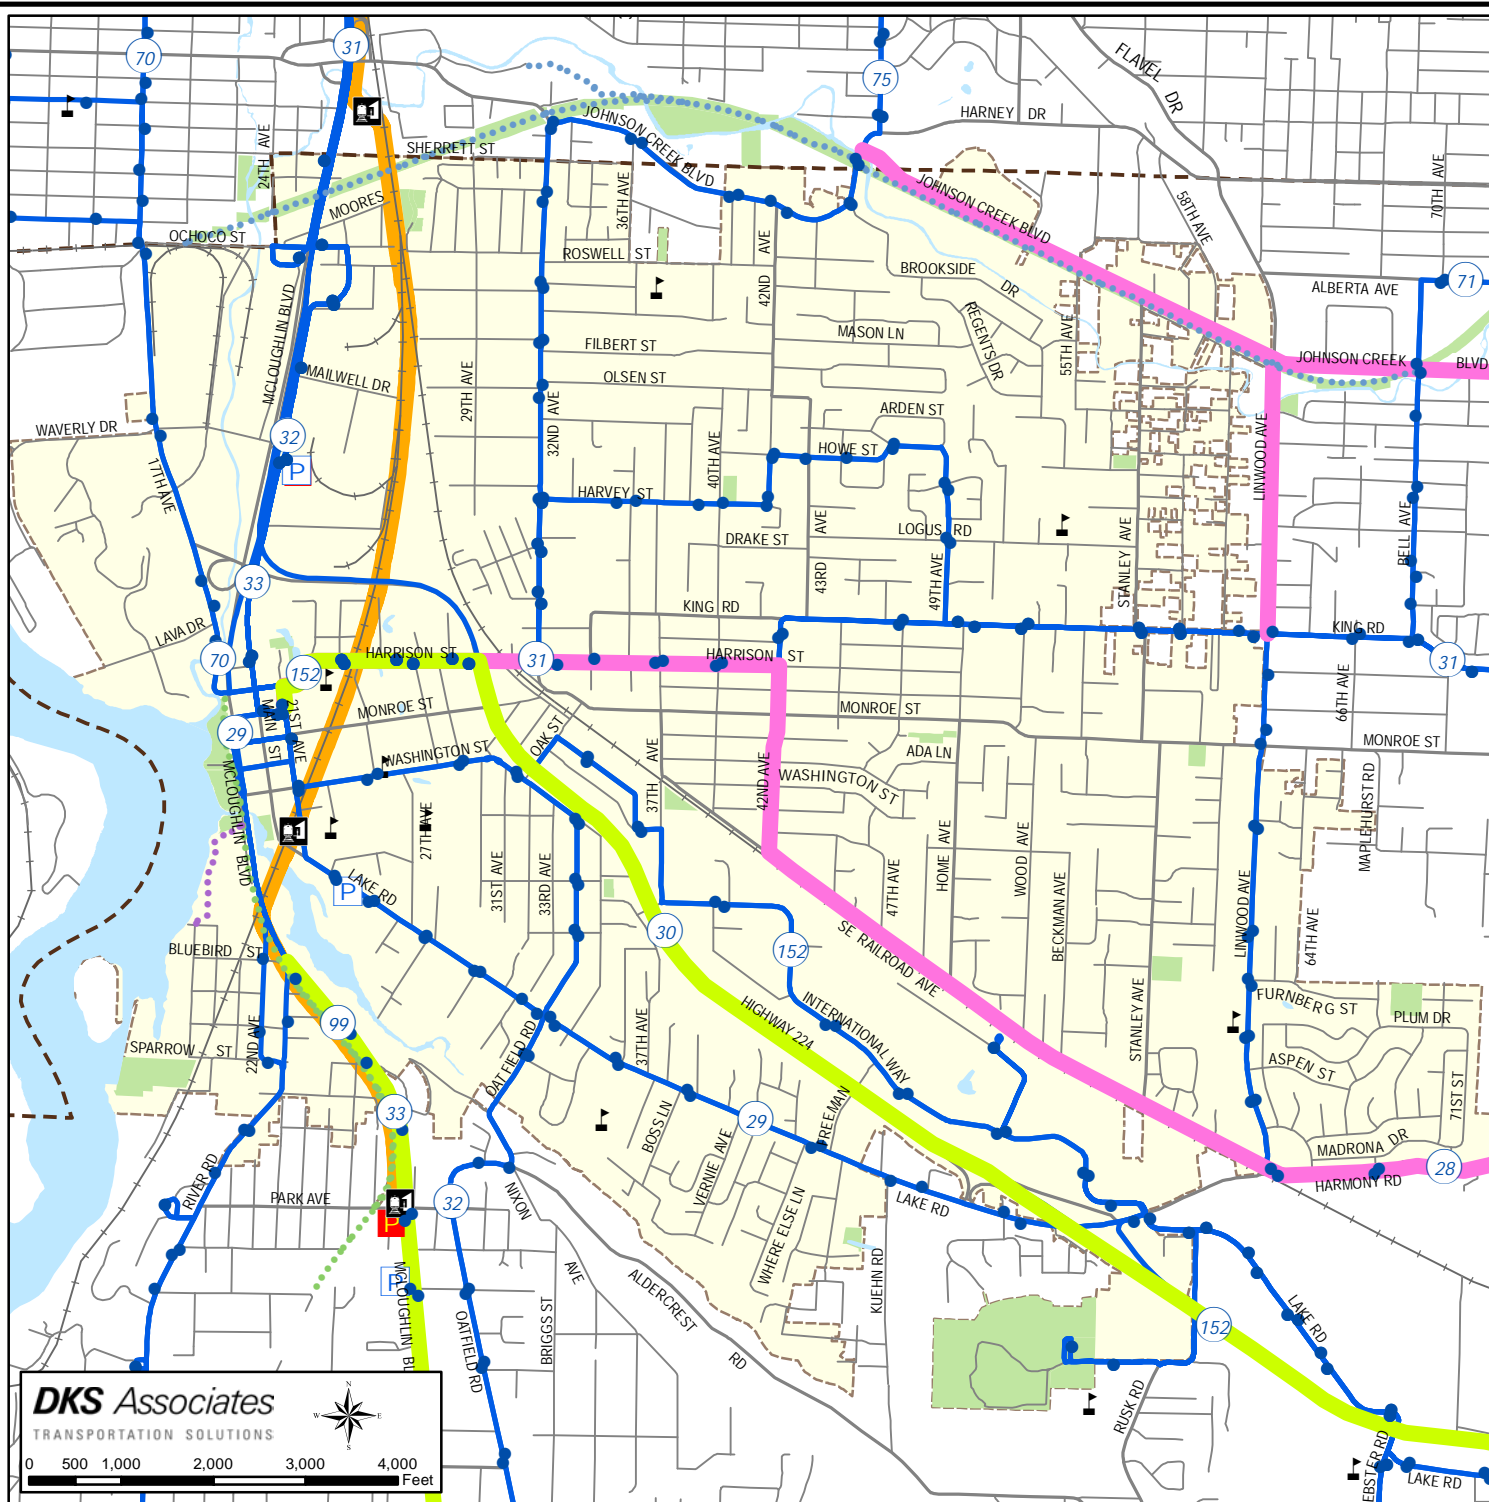 31
70
75
FLAVEL
DR
HARNEY DR
24TH AVE
SHERRETT ST
JOHNSON CREEK BLVD
36TH AVE
JOHNSON CREEK BLVD
58TH AVE
70TH AVE
MOORES
OCHOCO ST
ROSWELL ST
42ND AVE
BROOKSIDE DR
ALBERTA AVE
71
MCLOUGHLIN BLVD
MASON LN
REGENTS DR
55TH AVE
FILBERT ST
OLSEN ST
JOHNSON CREEK BLVD
MAILWELL DR
29TH AVE
32ND AVE
ARDEN ST
WAVERLY DR
32
P
17TH AVE
40TH AVE
HOWE ST
LINWOOD AVE
HARVEY ST
43RD AVE
LOGUS RD
DRAKE ST
STANLEY AVE
BELL AVE
33
49TH AVE
KING RD
LAVA DR
KING RD
70
152
HARRISON ST
31
HARRISON ST
31
66TH AVE
MAIN ST
21ST AVE
MONROE ST
MONROE ST
29
OAK ST
MONROE ST
WASHINGTON ST
37TH AVE
ADA LN
42ND AVE
WASHINGTON ST
MCLOUGHLIN BLVD
MAPLEHURST RD
27TH AVE
LAKE RD
P
31ST AVE
33RD AVE
47TH AVE
HOME AVE
WOOD AVE
BECKMAN AVE
LINWOOD AVE
64TH AVE
30
152
SE RAILROAD AVE
BLUEBIRD ST
STANLEY AVE
FURNBERG ST
PLUM DR
99
22ND AVE
SPARROW ST
37TH AVE
HIGHWAY 224
INTERNATIONAL WAY
ASPEN ST
71ST ST
OATFIELD RD
33
BOSS LN
29
FREEMAN
VERNIE AVE
MADRONA DR
28
HARMONY RD
RIVER RD
PARK AVE
P
32
NIXON AVE
LAKE RD
WHERE ELSE LN
KUEHN RD
P
MCLOUGHLIN BL
OATFIELD RD
BRIGGS ST
ALDERCREST RD
152
LAKE RD
RUSK RD
EBSTER RD
LAKE RD
DKS Associates
TRANSPORTATION SOLUTIONS
N
W E
S
0 500 1,000 2,000 3,000 4,000
Feet